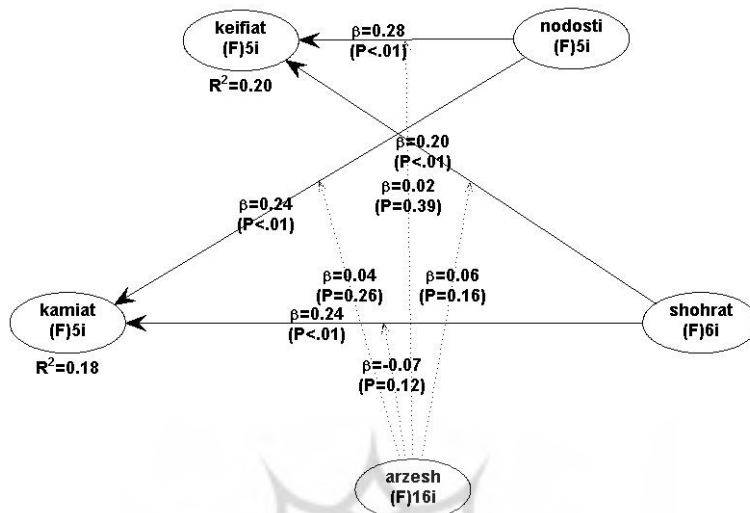 keifiat
(F)5i
R²=0.20
β=0.28
(P<.01)
nodosti
(F)5i
β=0.20
(P<.01)
β=0.02
(P=0.39)
β=0.24
(P<.01)
β=0.04
(P=0.26)
β=0.06
(P=0.16)
kamiat
(F)5i
R²=0.18
β=0.24
(P<.01)
shohrat
(F)6i
β=-0.07
(P=0.12)
arzesh
(F)16i